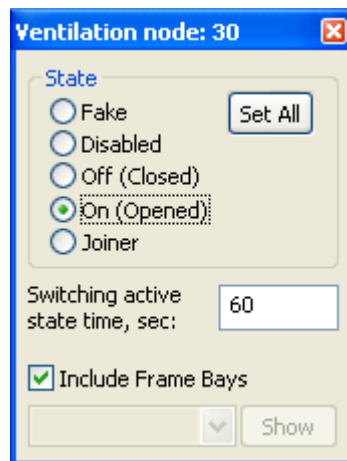 Ventilation node: 30
State
Fake
Set All
Disabled
Off (Closed)
On (Opened)
Joiner
Switching active
state time, sec:
60
Include Frame Bays
Show